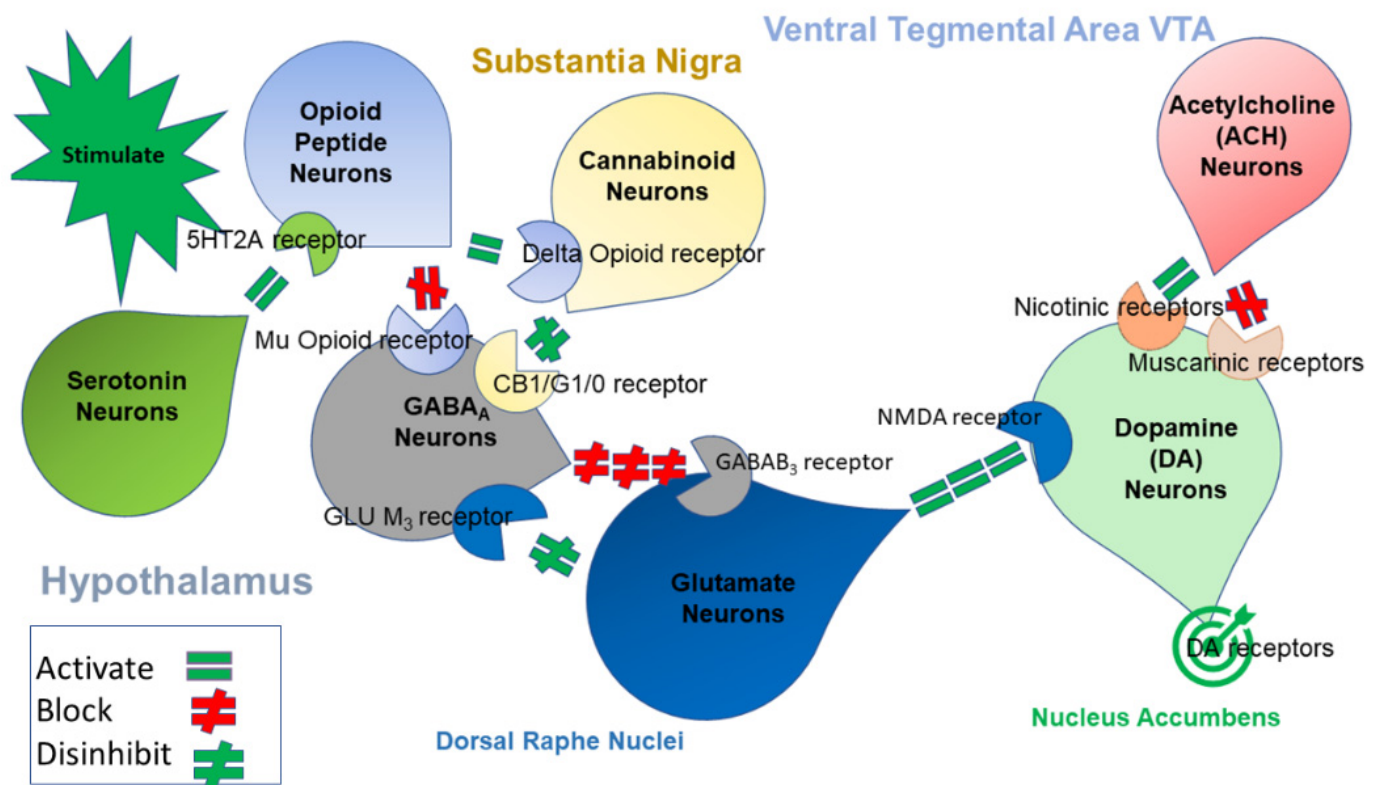 Ventral Tegmental Area VTA
Substantia Nigra
Stimulate
Opioid
Peptide
Neurons
Cannabinoid
Neurons
Acetylcholine
(ACH)
Neurons
5HT2A receptor
Delta Opioid receptor
Nicotinic receptors
Mu Opioid receptor
Muscarinic receptors
CB1/G1/0 receptor
Serotonin
Neurons
GABAA
Neurons
NMDA receptor
Dopamine
(DA)
Neurons
GABAB3 receptor
GLU M3 receptor
Glutamate
Neurons
Hypothalamus
Activate
Block
Disinhibit
DA receptors
Nucleus Accumbens
Dorsal Raphe Nuclei